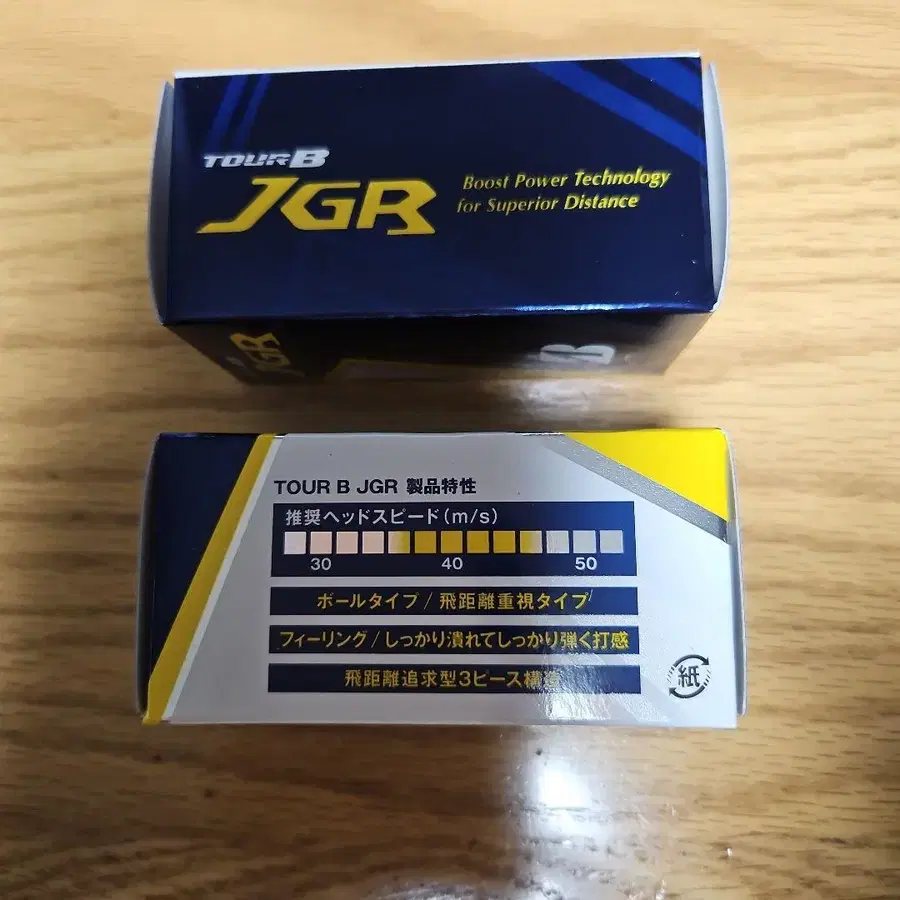 TOUR B
JGR
Boost Power Technology
for Superior Distance
JGR
B
TOUR B JGR 製品特性
推奨ヘッドスピード(m/s)
30 40 50
ボールタイプ/飛距離重視タイプ
フィーリング/しっかり潰れてしっかり弾く打感
飛距離追求型3ピース構造
紙